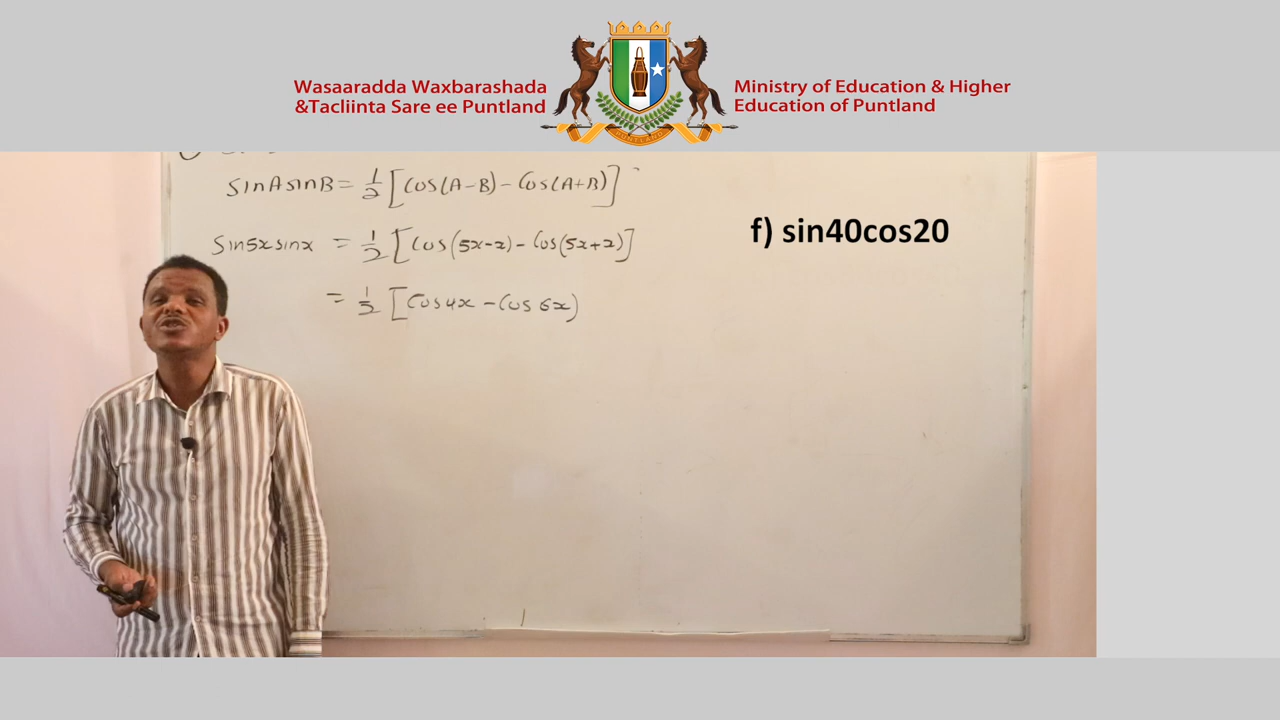 Wasaaradda Waxbarashada
&Tacliinta Sare ee Puntland
Ministry of Education & Higher
Education of Puntland
PUNTLAND
sinAsinB = 1/2 [Cos(A-B) - Cos(A+B)]
Sin5xsinx = 1/2 [Cos(5x-x) - Cos(5x+x)]
= 1/2 [Cos4x - Cos6x)
f) sin40cos20